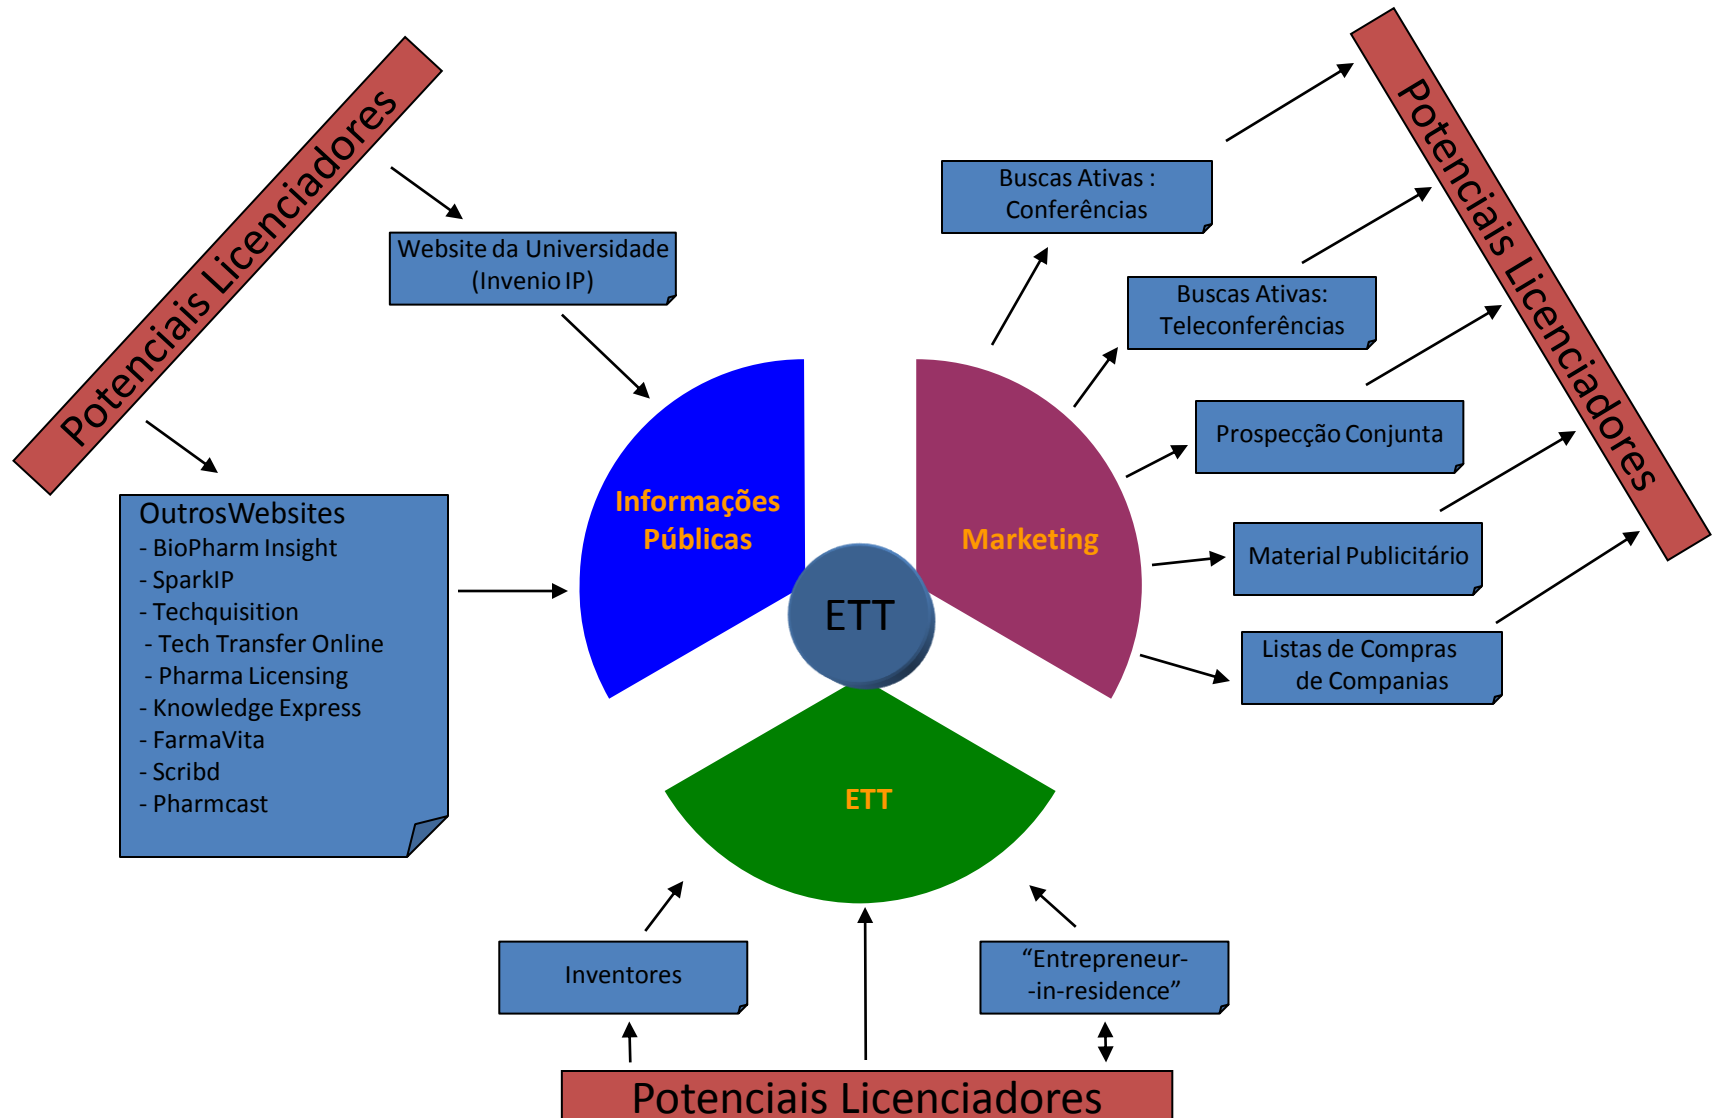 Potenciais Licenciadores
Website da Universidade
(Invenio IP)
OutrosWebsites
- BioPharm Insight
- SparkIP
- Techquisition
- Tech Transfer Online
- Pharma Licensing
- Knowledge Express
- FarmaVita
- Scribd
- Pharmcast
Informações
Públicas
Marketing
ETT
ETT
Buscas Ativas :
Conferências
Buscas Ativas:
Teleconferências
Prospecção Conjunta
Material Publicitário
Listas de Compras
de Companias
Potenciais Licenciadores
Inventores
“Entrepreneur-
-in-residence”
Potenciais Licenciadores